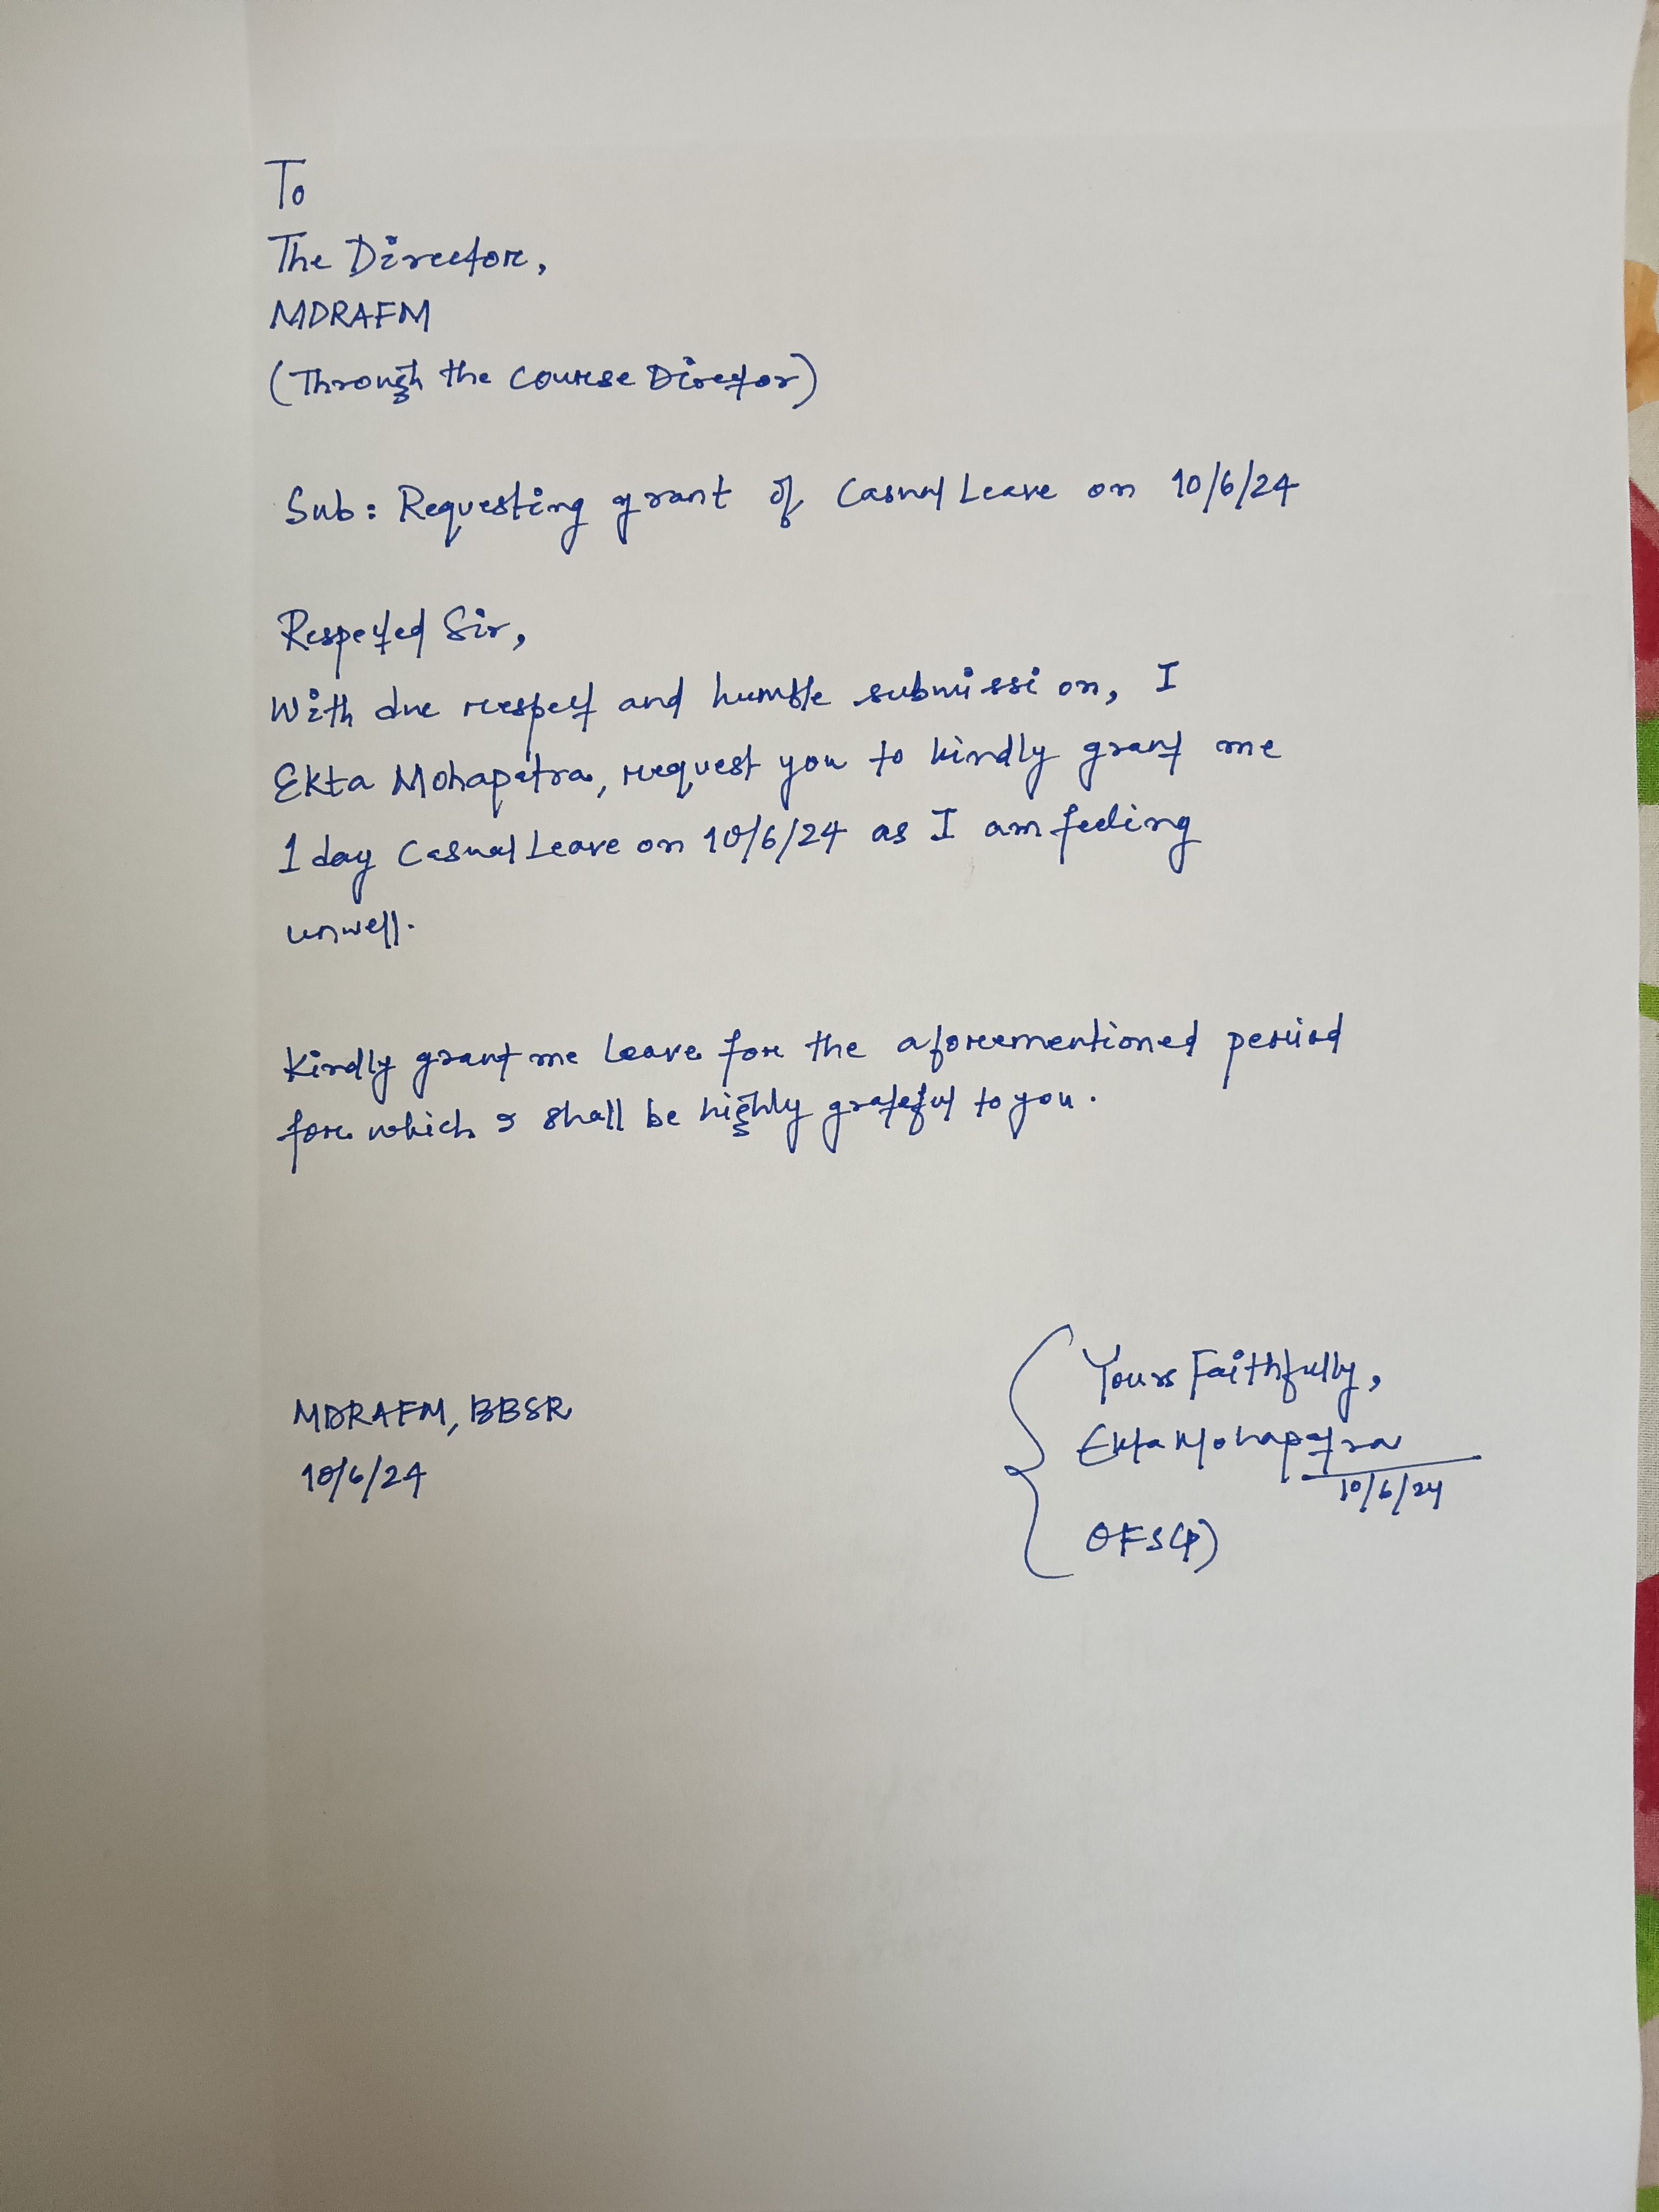 To
The Director,
MDRAFM
(Through the Course Director)
Sub: Requesting grant of Casual Leave on 10/6/24
Respected Sir,
With due respect and humble submission, I
Ekta Mohapatra, request you to kindly grant me
1 day Casual Leave on 10/6/24 as I am feeling
unwell.
Kindly grant me leave for the aforementioned period
for which I shall be highly grateful to you.
Yours Faithfully,
MDRAFM, BBSR
Ekta Mohapatra
10/6/24
10/6/24
OFS(P)